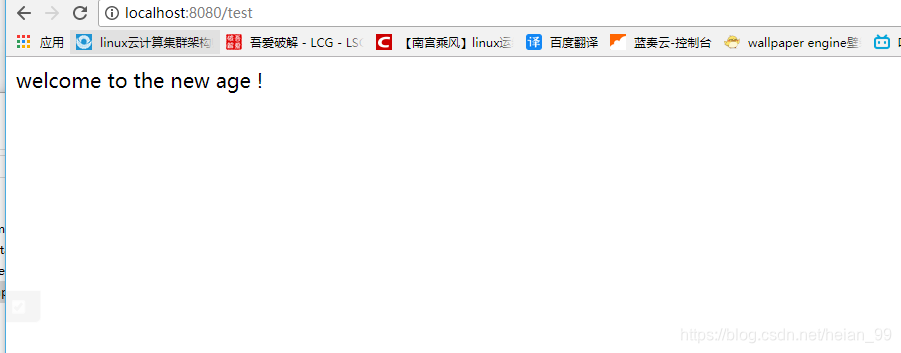 localhost:8080/test
应用 linux云计算集群架构 吾爱破解 - LCG - LS 【南宫乘风】linux运 百度翻译 蓝奏云-控制台 wallpaper engine壁
welcome to the new age !
https://blog.csdn.net/heian_99